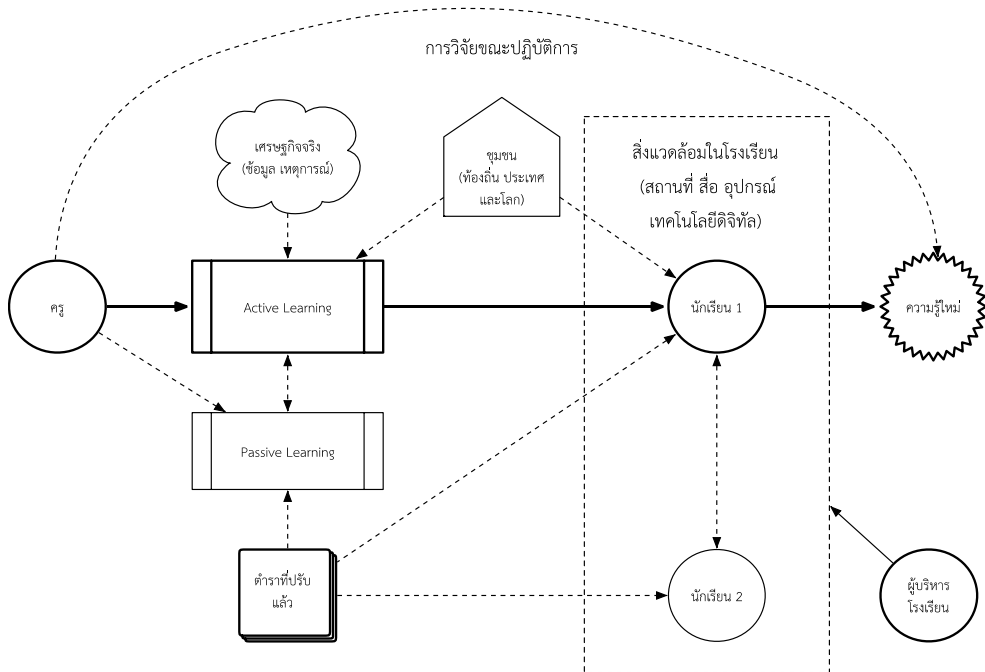 การวิจัยขณะปฏิบัติการ
เศรษฐกิจจริง
(ข้อมูล เหตุการณ์)
ชุมชน
(ท้องถิ่น ประเทศ
และโลก)
สิ่งแวดล้อมในโรงเรียน
(สถานที่ สื่อ อุปกรณ์
เทคโนโลยีดิจิทัล)
ครู
Active Learning
นักเรียน 1
ความรู้ใหม่
Passive Learning
ตำราที่ปรับ
แล้ว
นักเรียน 2
ผู้บริหาร
โรงเรียน